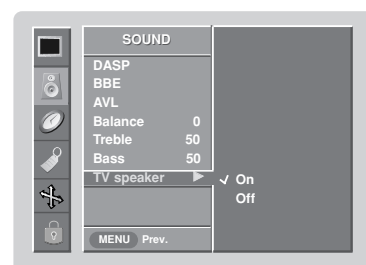 SOUND
DASP
BBE
AVL
Balance 0
Treble 50
Bass 50
TV speaker ► ✓ On
Off
MENU Prev.